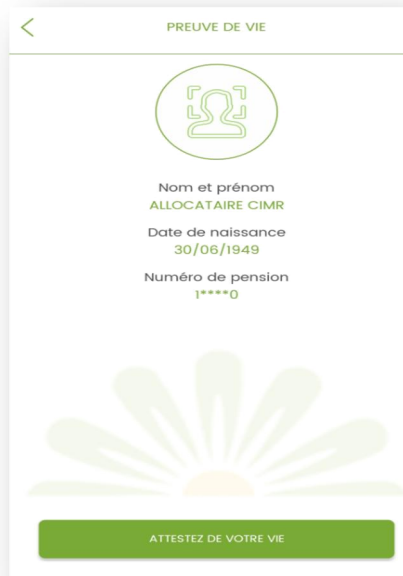 PREUVE DE VIE
Nom et prénom
ALLOCATAIRE CIMR
Date de naissance
30/06/1949
Numéro de pension
1****0
ATTESTEZ DE VOTRE VIE